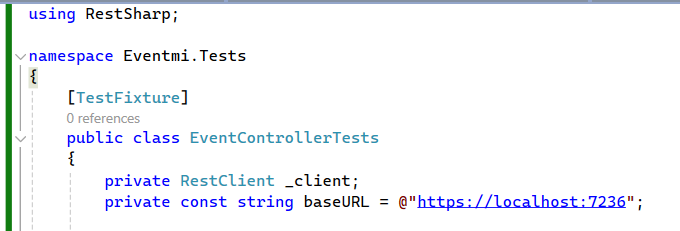 using RestSharp;
namespace Eventmi.Tests
{
[TestFixture]
0 references
public class EventControllerTests
{
private RestClient _client;
private const string baseURL = @"https://localhost:7236";